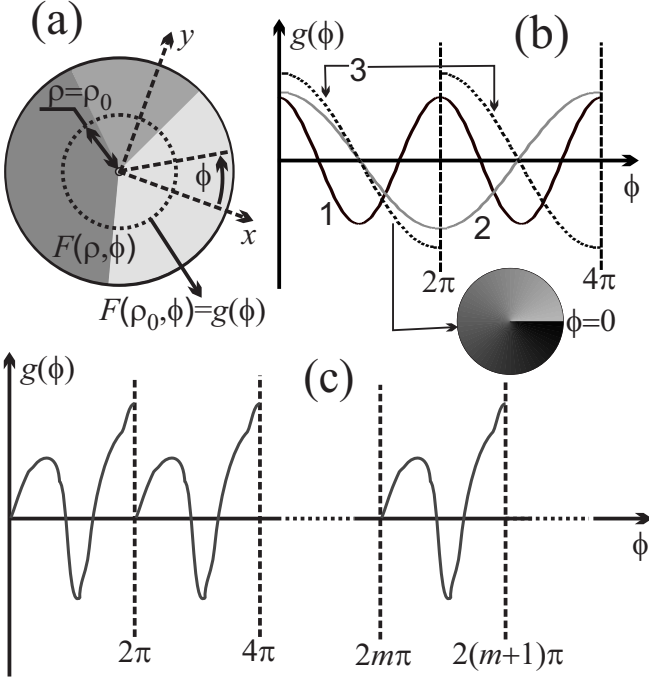 (a)
y
ρ=ρ₀
ϕ
x
F(ρ,ϕ)
F(ρ₀,ϕ)=g(ϕ)
g(ϕ)
(b)
3
ϕ
1
2
2π
4π
ϕ=0
g(ϕ)
(c)
ϕ
2π
4π
2mπ
2(m+1)π